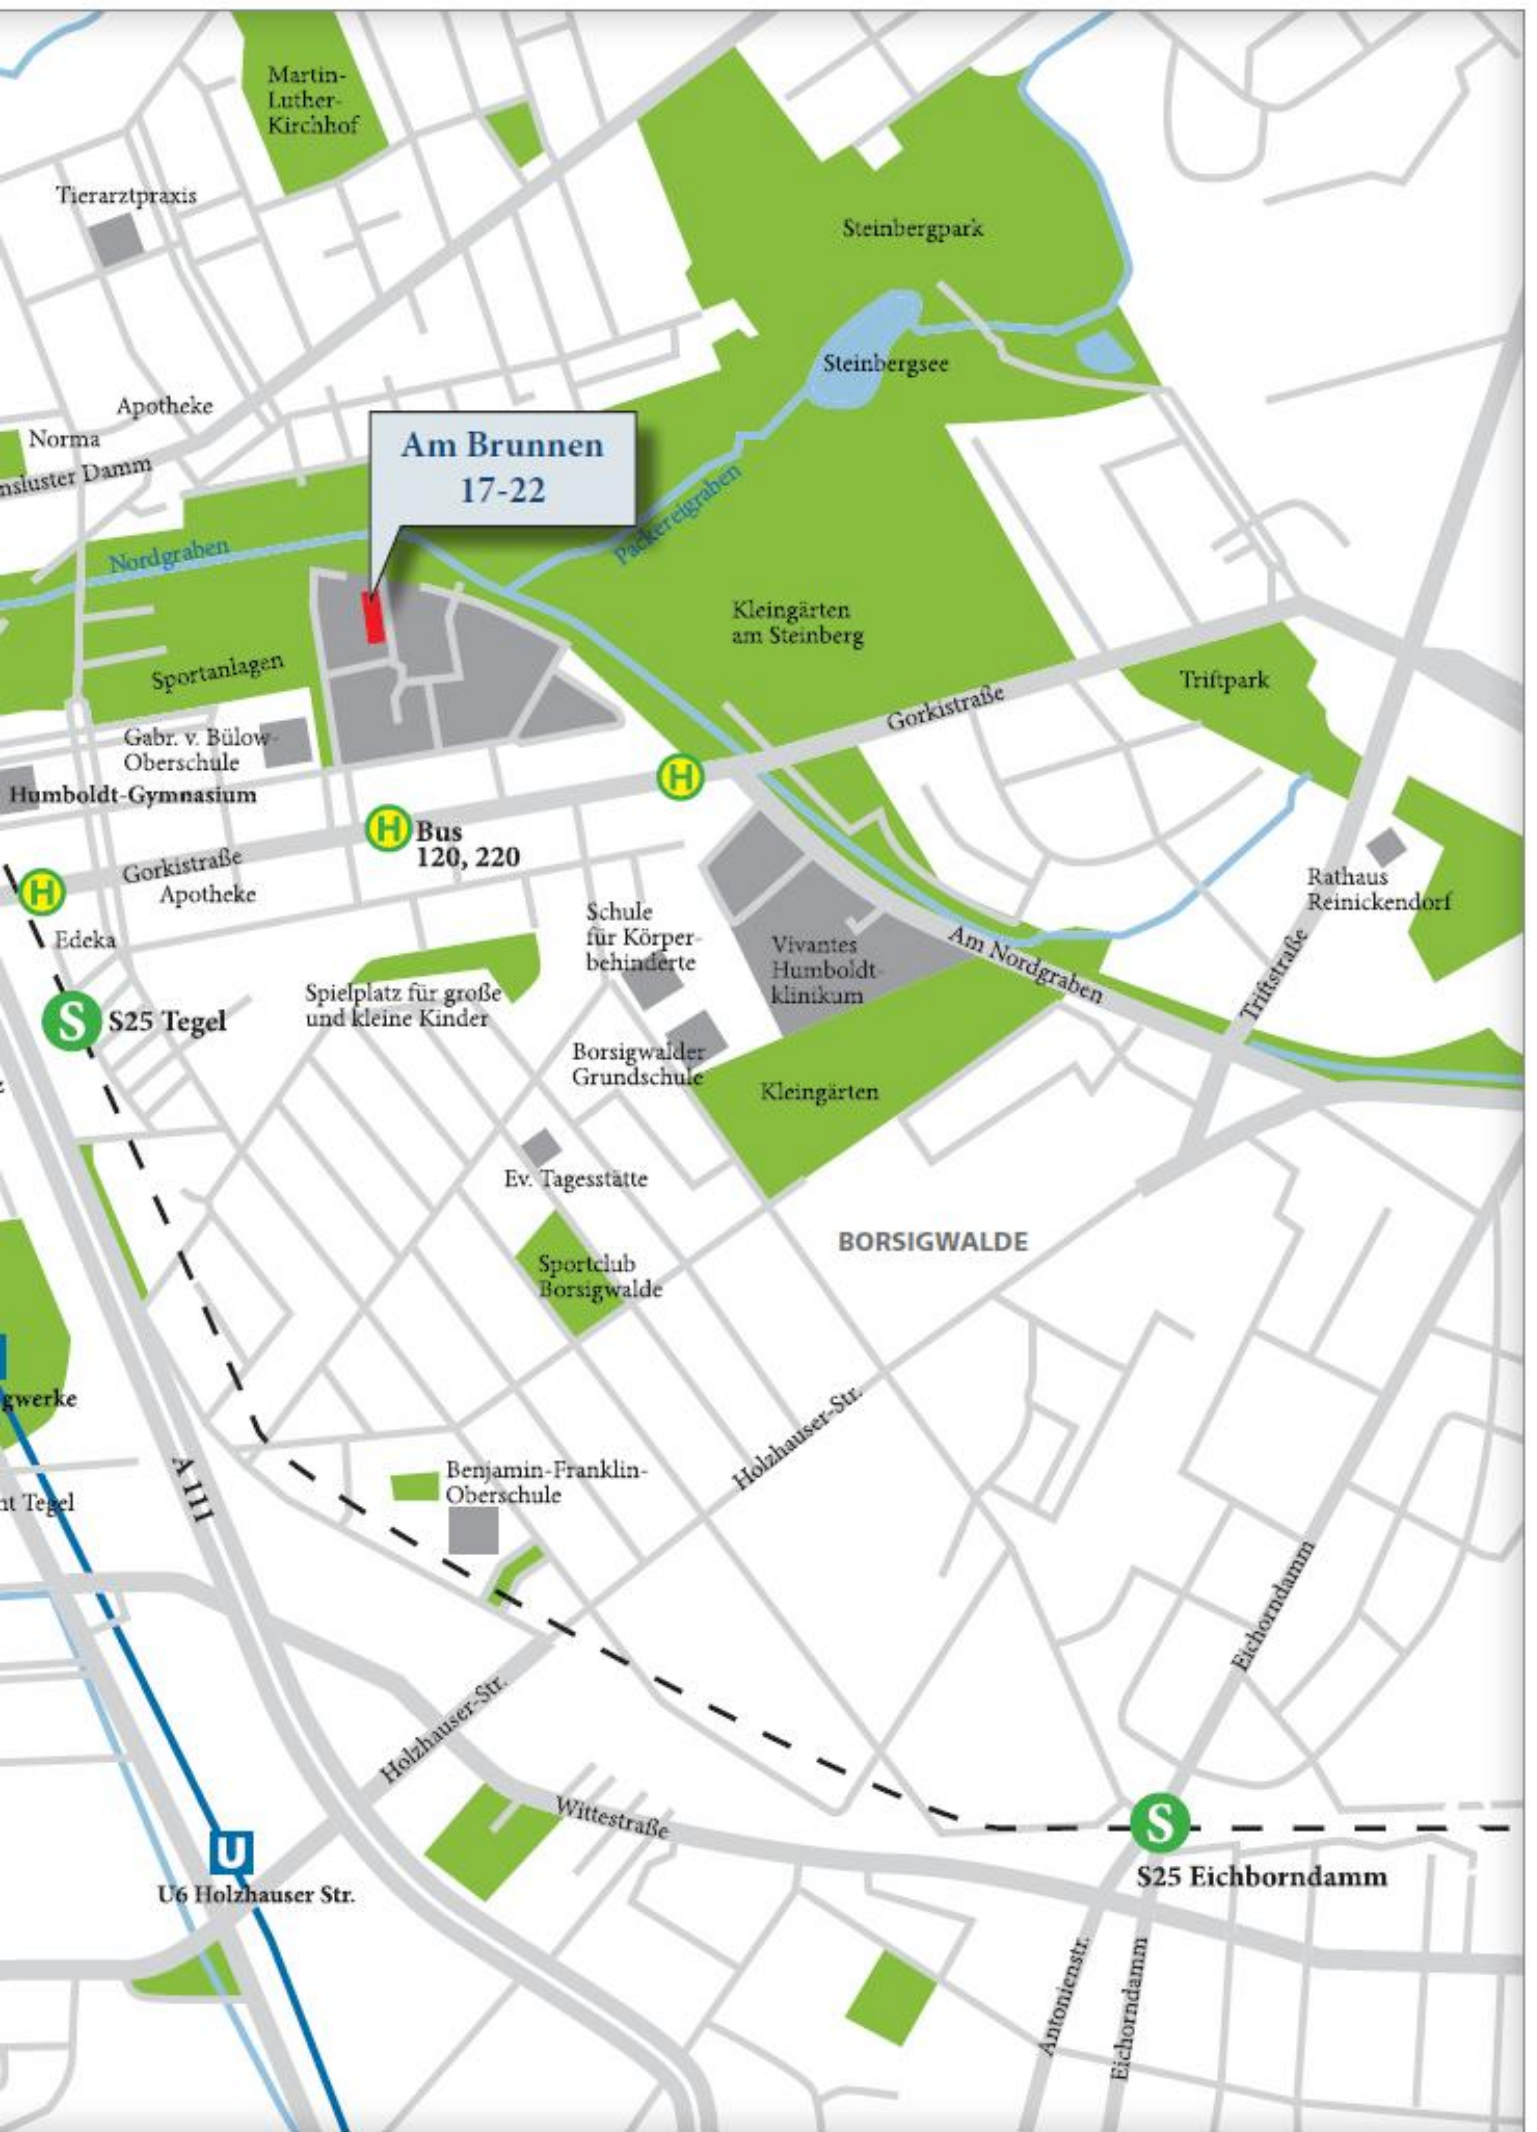 Martin-
Luther-
Kirchhof
Tierarztpraxis
Steinbergpark
Steinbergsee
Apotheke
Norma
nsluster Damm
Am Brunnen
17-22
Packereigraben
Nordgraben
Kleingärten
am Steinberg
Sportanlagen
Triftpark
Gorkistraße
Gabr. v. Bülow-
Oberschule
Humboldt-Gymnasium
H
H
Bus
120, 220
Gorkistraße
Apotheke
H
Edeka
Rathaus
Reinickendorf
Schule
für Körper-
behinderte
Vivantes
Humboldt-
klinikum
Am Nordgraben
Triftstraße
Spielplatz für große
und kleine Kinder
S
S25 Tegel
Borsigwalder
Grundschule
Kleingärten
z
Ev. Tagesstätte
BORSIGWALDE
Sportclub
Borsigwalde
gwerke
Holzhauser-Str.
A 111
Benjamin-Franklin-
Oberschule
nt Tegel
Eichorndamm
Holzhauser-Str.
Wittestraße
U
U6 Holzhauser Str.
S
S25 Eichborndamm
Antonienstr.
Eichorndamm